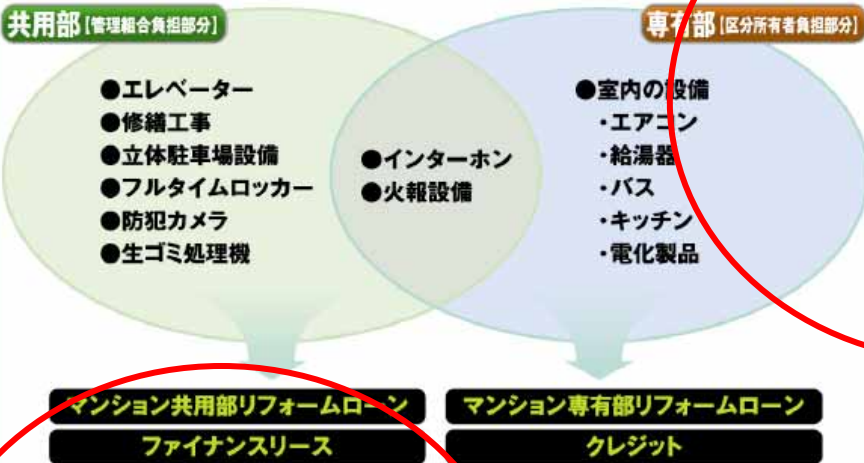 共用部[管理組合負担部分]
専有部[区分所有者負担部分]
●エレベーター
●修繕工事
●立体駐車場設備
●フルタイムロッカー
●防犯カメラ
●生ゴミ処理機
●インターホン
●火報設備
●室内の設備
・エアコン
・給湯器
・バス
・キッチン
・電化製品
マンション共用部リフォームローン
ファイナンスリース
マンション専有部リフォームローン
クレジット